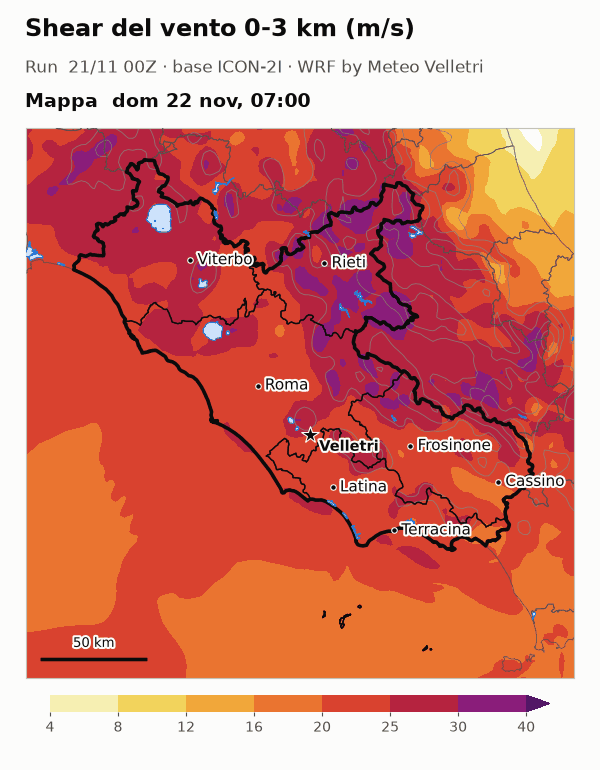 Shear del vento 0-3 km (m/s)
Run  21/11 00Z · base ICON-2I · WRF by Meteo Velletri
Mappa  dom 22 nov, 07:00
Viterbo
Rieti
Roma
Velletri
Frosinone
Cassino
Latina
Terracina
50 km
4 8 12 16 20 25 30 40